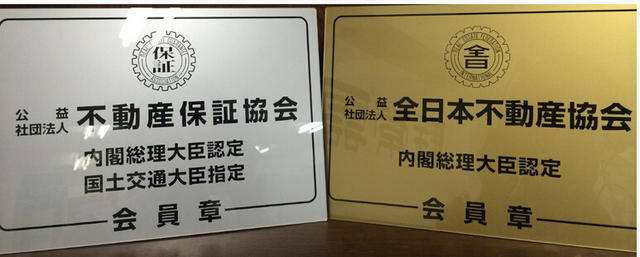 保証
公益
社団法人 不動産保証協会
内閣総理大臣認定
国土交通大臣指定
会員章
全日
INTERNATIONAL
公益
社団法人 全日本不動産協会
内閣総理大臣認定
会員章